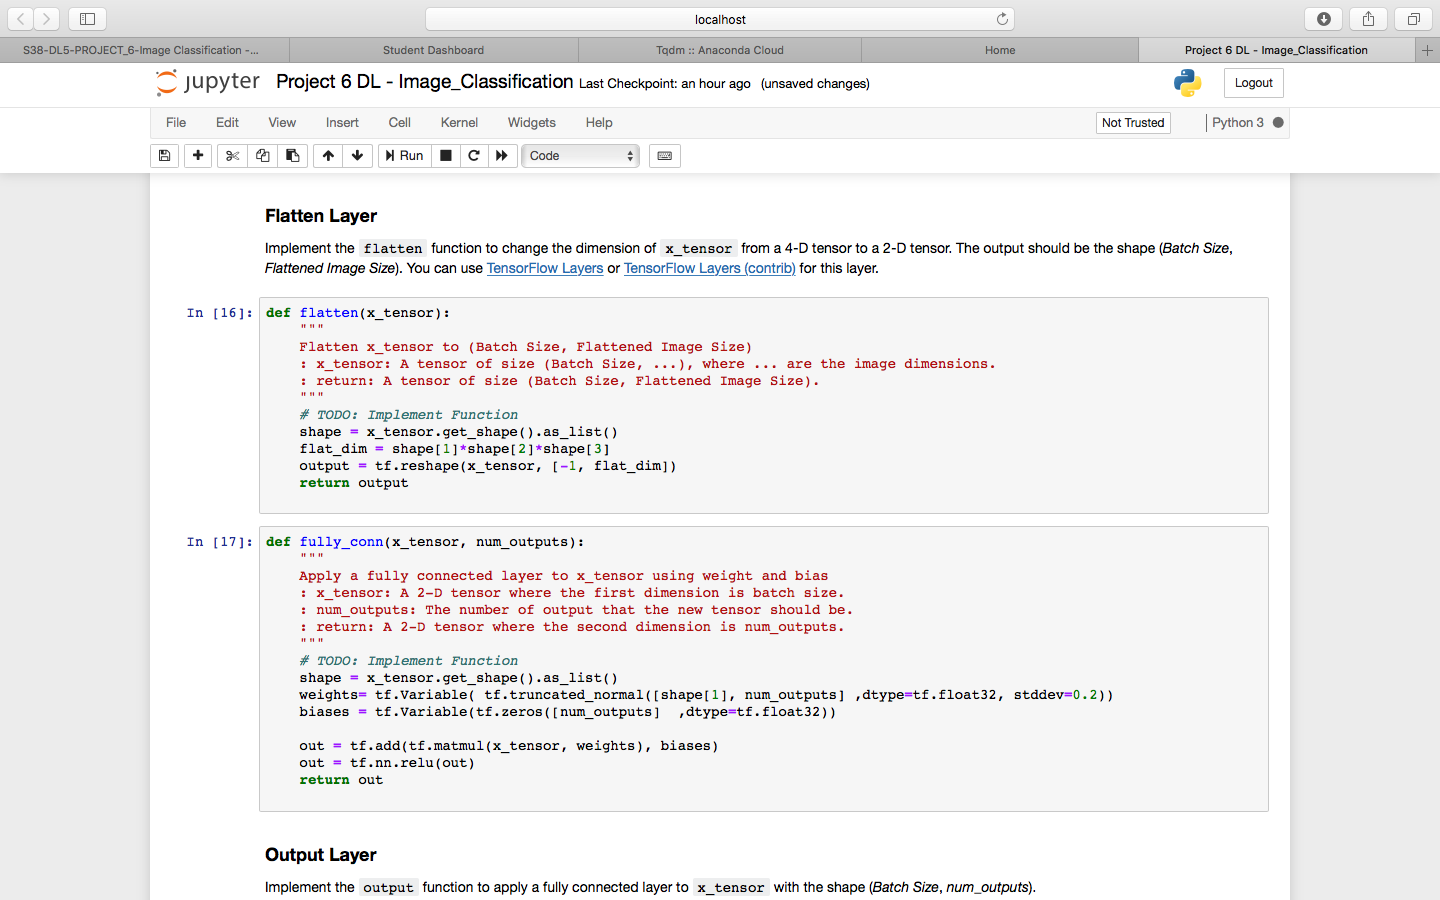 localhost
S38-DL5-PROJECT_6-Image Classification -...
Student Dashboard
Tqdm :: Anaconda Cloud
Home
Project 6 DL - Image_Classification
jupyter Project 6 DL - Image_Classification Last Checkpoint: an hour ago (unsaved changes)
Logout
File Edit View Insert Cell Kernel Widgets Help
Not Trusted
Python 3
Run
Code
Flatten Layer
Implement the flatten function to change the dimension of x_tensor from a 4-D tensor to a 2-D tensor. The output should be the shape (Batch Size,
Flattened Image Size). You can use TensorFlow Layers or TensorFlow Layers (contrib) for this layer.
In [16]: def flatten(x_tensor):
"""
Flatten x_tensor to (Batch Size, Flattened Image Size)
: x_tensor: A tensor of size (Batch Size, ...), where ... are the image dimensions.
: return: A tensor of size (Batch Size, Flattened Image Size).
"""
# TODO: Implement Function
shape = x_tensor.get_shape().as_list()
flat_dim = shape[1]*shape[2]*shape[3]
output = tf.reshape(x_tensor, [-1, flat_dim])
return output
In [17]: def fully_conn(x_tensor, num_outputs):
"""
Apply a fully connected layer to x_tensor using weight and bias
: x_tensor: A 2-D tensor where the first dimension is batch size.
: num_outputs: The number of output that the new tensor should be.
: return: A 2-D tensor where the second dimension is num_outputs.
"""
# TODO: Implement Function
shape = x_tensor.get_shape().as_list()
weights= tf.Variable( tf.truncated_normal([shape[1], num_outputs] ,dtype=tf.float32, stddev=0.2))
biases = tf.Variable(tf.zeros([num_outputs]  ,dtype=tf.float32))
out = tf.add(tf.matmul(x_tensor, weights), biases)
out = tf.nn.relu(out)
return out
Output Layer
Implement the output function to apply a fully connected layer to x_tensor with the shape (Batch Size, num_outputs).